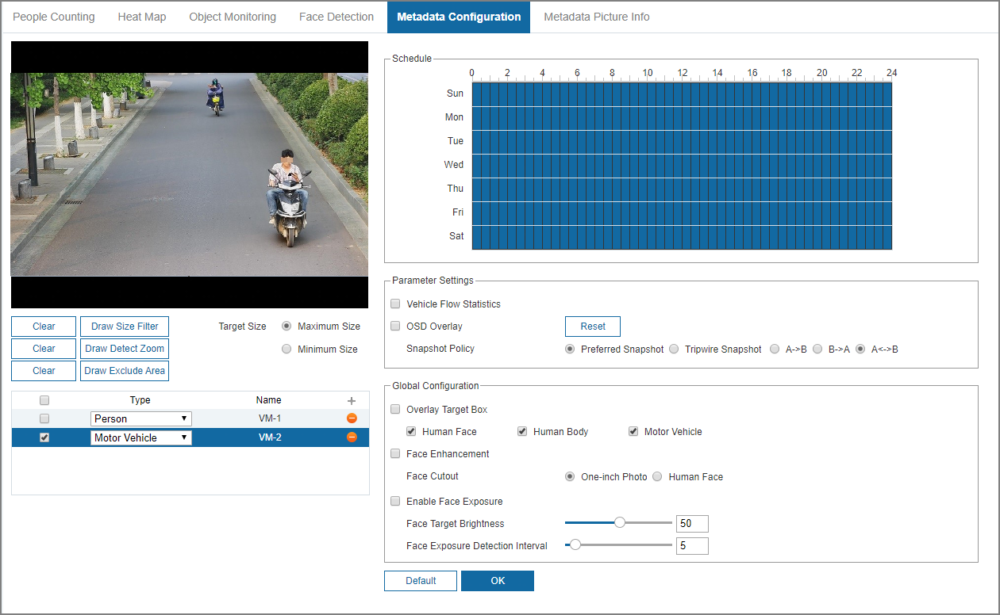 People Counting Heat Map Object Monitoring Face Detection Metadata Configuration Metadata Picture Info
Clear Draw Size Filter Target Size Maximum Size
Clear Draw Detect Zoom Minimum Size
Clear Draw Exclude Area
Type Name +
Person VM-1
Motor Vehicle VM-2
Schedule
0 2 4 6 8 10 12 14 16 18 20 22 24
Sun
Mon
Tue
Wed
Thu
Fri
Sat
Parameter Settings
Vehicle Flow Statistics
OSD Overlay Reset
Snapshot Policy Preferred Snapshot Tripwire Snapshot A->B B->A A<->B
Global Configuration
Overlay Target Box
Human Face Human Body Motor Vehicle
Face Enhancement
Face Cutout One-inch Photo Human Face
Enable Face Exposure
Face Target Brightness 50
Face Exposure Detection Interval 5
Default OK